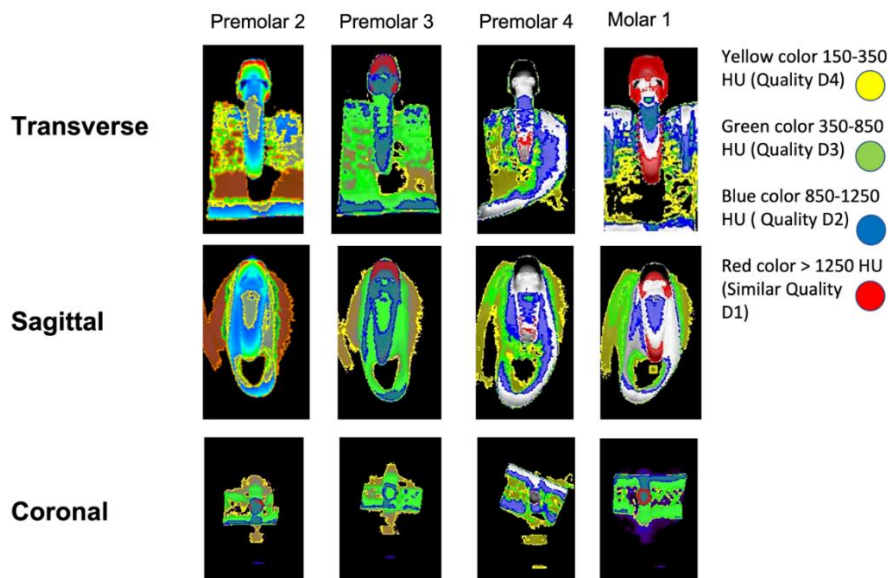 Premolar 2
Premolar 3
Premolar 4
Molar 1
Transverse
Sagittal
Coronal
Yellow color 150-350
HU (Quality D4)
Green color 350-850
HU (Quality D3)
Blue color 850-1250
HU ( Quality D2)
Red color > 1250 HU
(Similar Quality
D1)